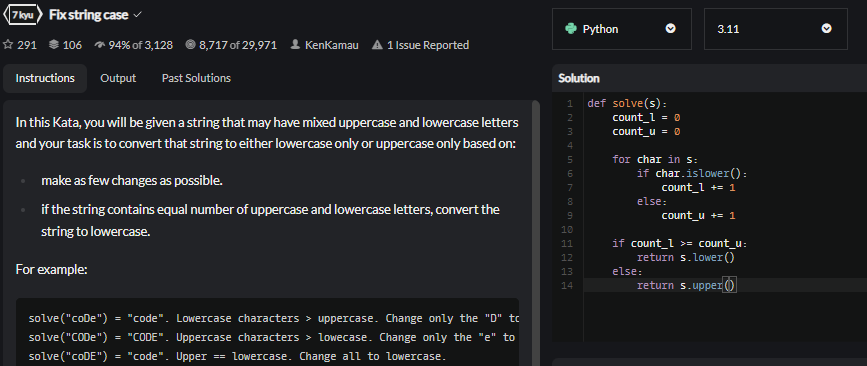 7 kyu Fix string case
291 106 94% of 3,128 8,717 of 29,971 KenKamau 1 Issue Reported
Instructions Output Past Solutions
In this Kata, you will be given a string that may have mixed uppercase and lowercase letters
and your task is to convert that string to either lowercase only or uppercase only based on:
make as few changes as possible.
if the string contains equal number of uppercase and lowercase letters, convert the
string to lowercase.
For example:
solve("coDe") = "code". Lowercase characters > uppercase. Change only the "D" to
solve("CODe") = "CODE". Uppercase characters > lowecase. Change only the "e" to
solve("coDE") = "code". Upper == lowercase. Change all to lowercase.
Python 3.11
Solution
1 def solve(s):
2 count_l = 0
3 count_u = 0
4
5 for char in s:
6 if char.islower():
7 count_l += 1
8 else:
9 count_u += 1
10
11 if count_l >= count_u:
12 return s.lower()
13 else:
14 return s.upper()